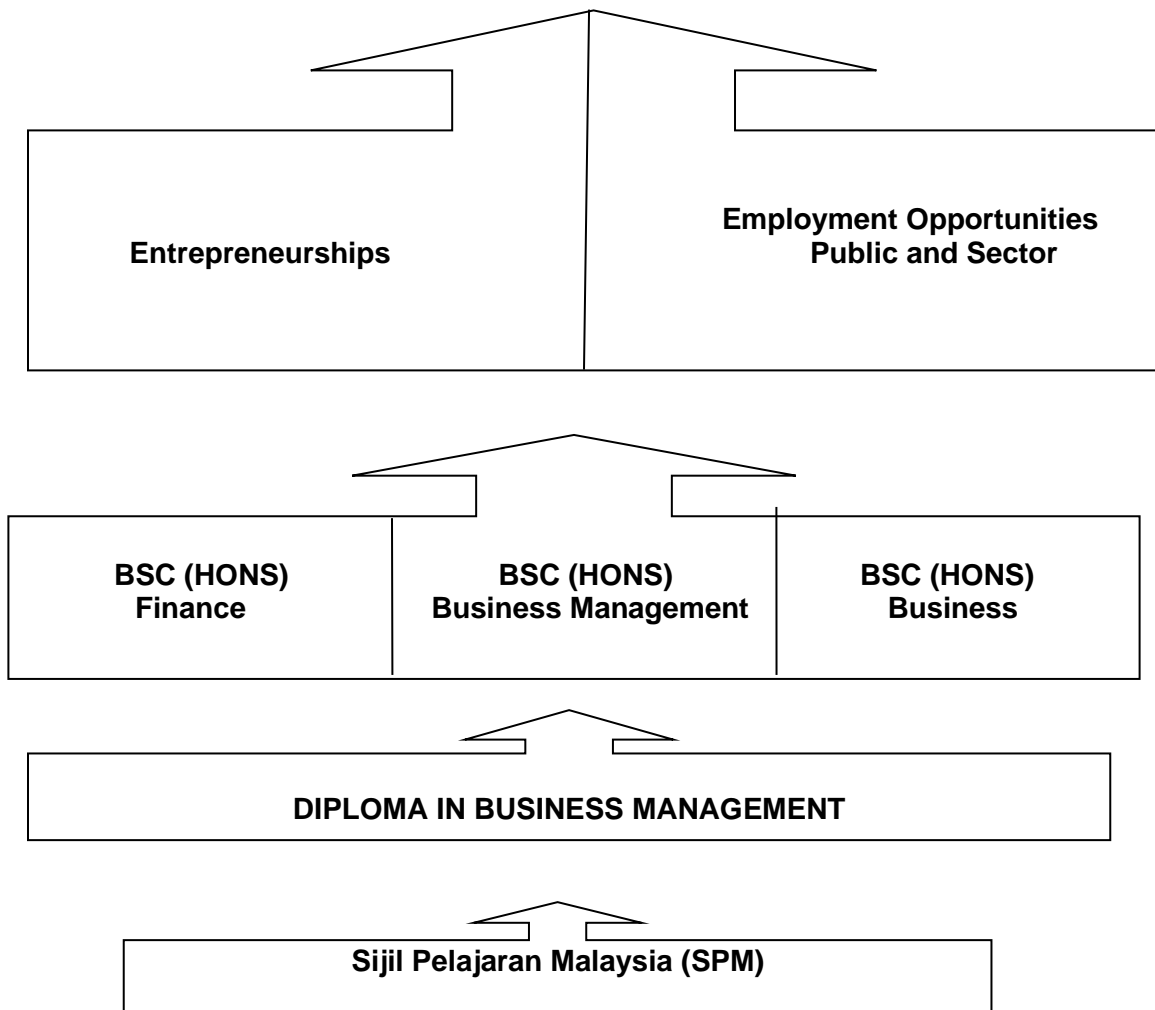 Entrepreneurships
Employment Opportunities
Public and Sector
BSC (HONS)
Finance
BSC (HONS)
Business Management
BSC (HONS)
Business
DIPLOMA IN BUSINESS MANAGEMENT
Sijil Pelajaran Malaysia (SPM)